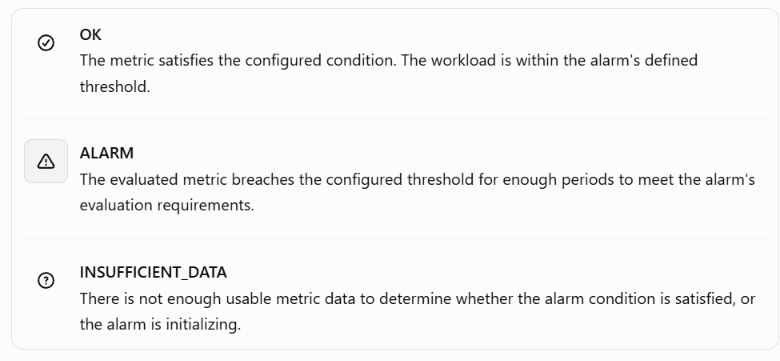 OK
The metric satisfies the configured condition. The workload is within the alarm's defined
threshold.
ALARM
The evaluated metric breaches the configured threshold for enough periods to meet the alarm's
evaluation requirements.
INSUFFICIENT_DATA
There is not enough usable metric data to determine whether the alarm condition is satisfied, or
the alarm is initializing.